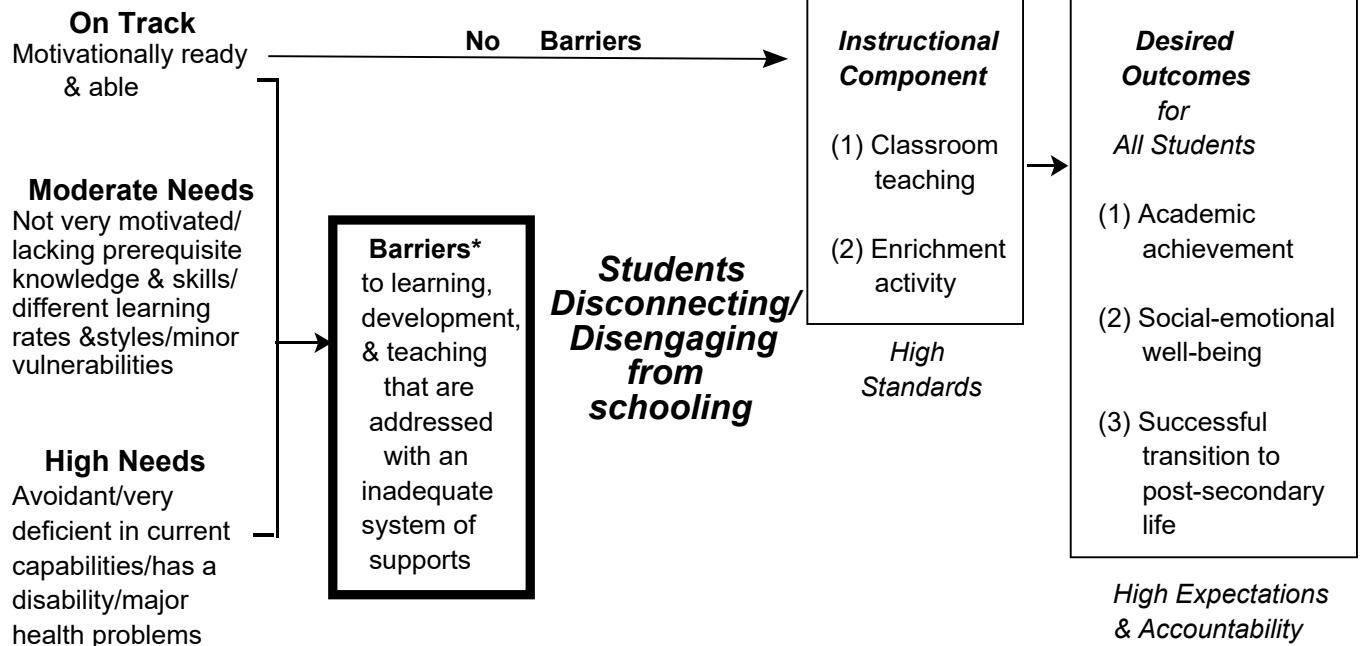 On Track
Motivationally ready
& able
No Barriers
Moderate Needs
Not very motivated/
lacking prerequisite
knowledge & skills/
different learning
rates &styles/minor
vulnerabilities
High Needs
Avoidant/very
deficient in current
capabilities/has a
disability/major
health problems
Barriers*
to learning,
development,
& teaching
that are
addressed
with an
inadequate
system of
supports
Students
Disconnecting/
Disengaging
from
schooling
Instructional
Component
(1) Classroom
teaching
(2) Enrichment
activity
High
Standards
Desired
Outcomes
for
All Students
(1) Academic
achievement
(2) Social-emotional
well-being
(3) Successful
transition to
post-secondary
life
High Expectations
& Accountability